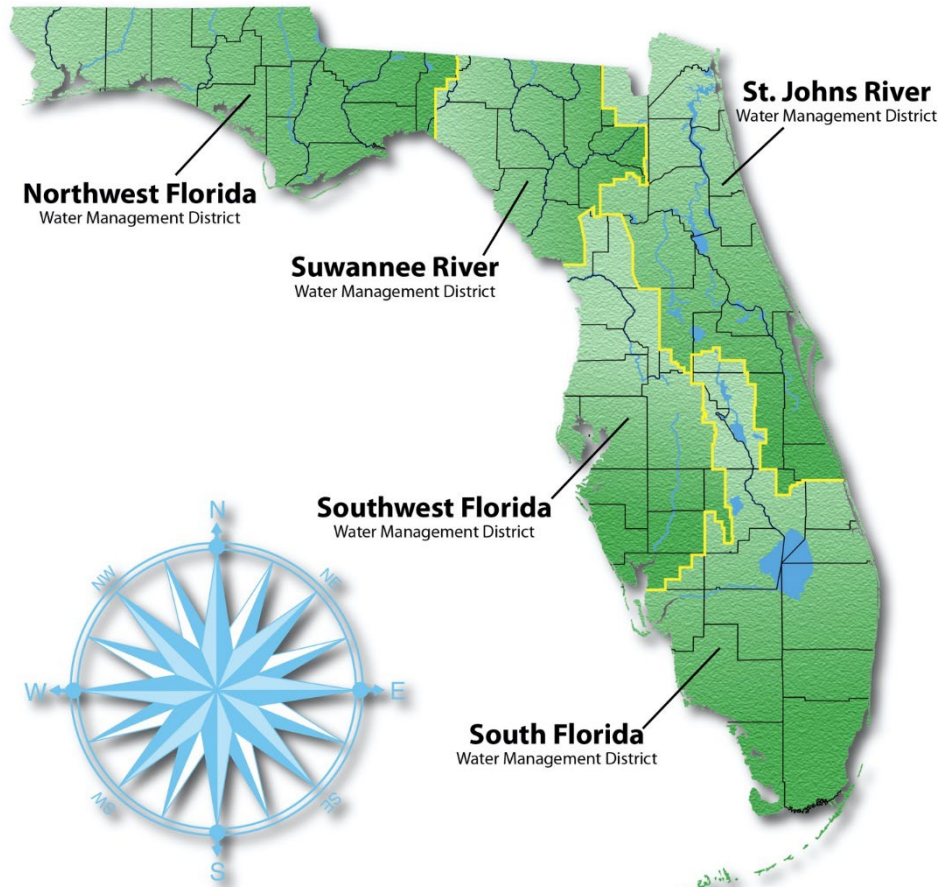 St. Johns River
Water Management District
Northwest Florida
Water Management District
Suwannee River
Water Management District
Southwest Florida
Water Management District
South Florida
Water Management District
N
NW
NE
W
E
SW
SE
S